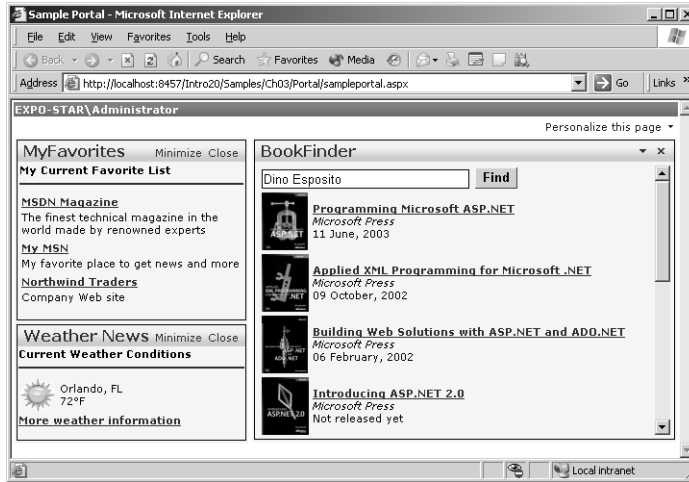 Sample Portal - Microsoft Internet Explorer
File Edit View Favorites Tools Help
Back Search Favorites Media
Address http://localhost:8457/Intro20/Samples/Ch03/Portal/sampleportal.aspx Go Links »
EXPO-STAR\Administrator
Personalize this page
MyFavorites Minimize Close
My Current Favorite List
MSDN Magazine
The finest technical magazine in the
world made by renowned experts
My MSN
My favorite place to get news and more
Northwind Traders
Company Web site
Weather News Minimize Close
Current Weather Conditions
Orlando, FL
72°F
More weather information
BookFinder
Dino Esposito Find
ASP.NET
Programming Microsoft ASP.NET
Microsoft Press
11 June, 2003
Applied XML Programming for Microsoft .NET
Microsoft Press
09 October, 2002
Building Web Solutions with ASP.NET and ADO.NET
Microsoft Press
06 February, 2002
ASP.NET 2.0
Introducing ASP.NET 2.0
Microsoft Press
Not released yet
Local intranet